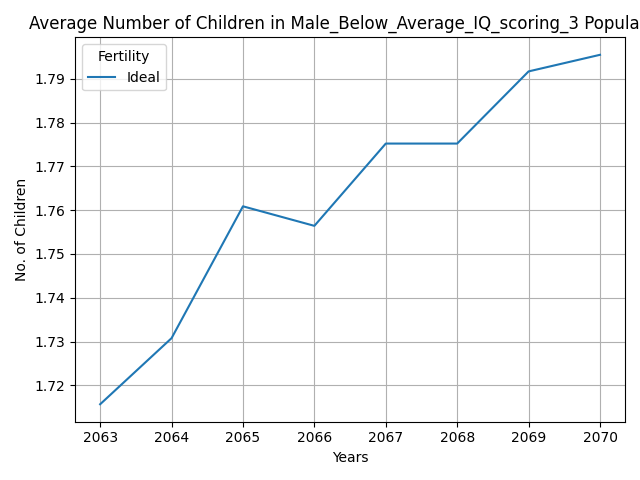 Average Number of Children in Male_Below_Average_IQ_scoring_3 Popula
Fertility
Ideal
No. of Children
1.79
1.78
1.77
1.76
1.75
1.74
1.73
1.72
2063 2064 2065 2066 2067 2068 2069 2070
Years